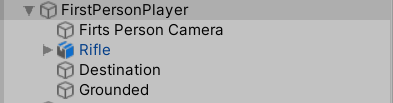 FirstPersonPlayer
Firts Person Camera
Rifle
Destination
Grounded